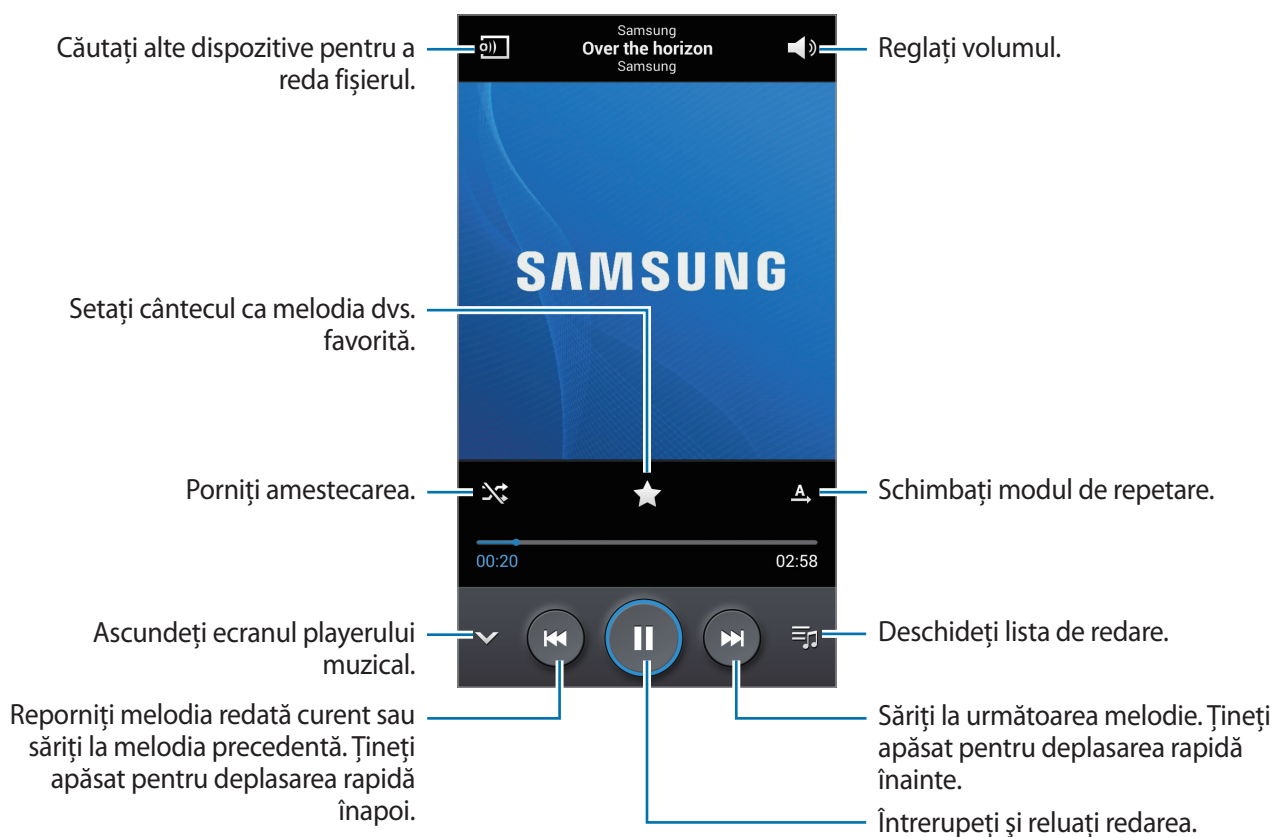 Căutați alte dispozitive pentru a
reda fișierul.
Samsung
Over the horizon
Samsung
Reglați volumul.
SAMSUNG
Setați cântecul ca melodia dvs.
favorită.
Porniți amestecarea.
A
Schimbați modul de repetare.
00:20
02:58
Ascundeți ecranul playerului
muzical.
Deschideți lista de redare.
Reporniți melodia redată curent sau
săriți la melodia precedentă. Țineți
apăsat pentru deplasarea rapidă
înapoi.
Săriți la următoarea melodie. Țineți
apăsat pentru deplasarea rapidă
înainte.
Întrerupeți şi reluați redarea.